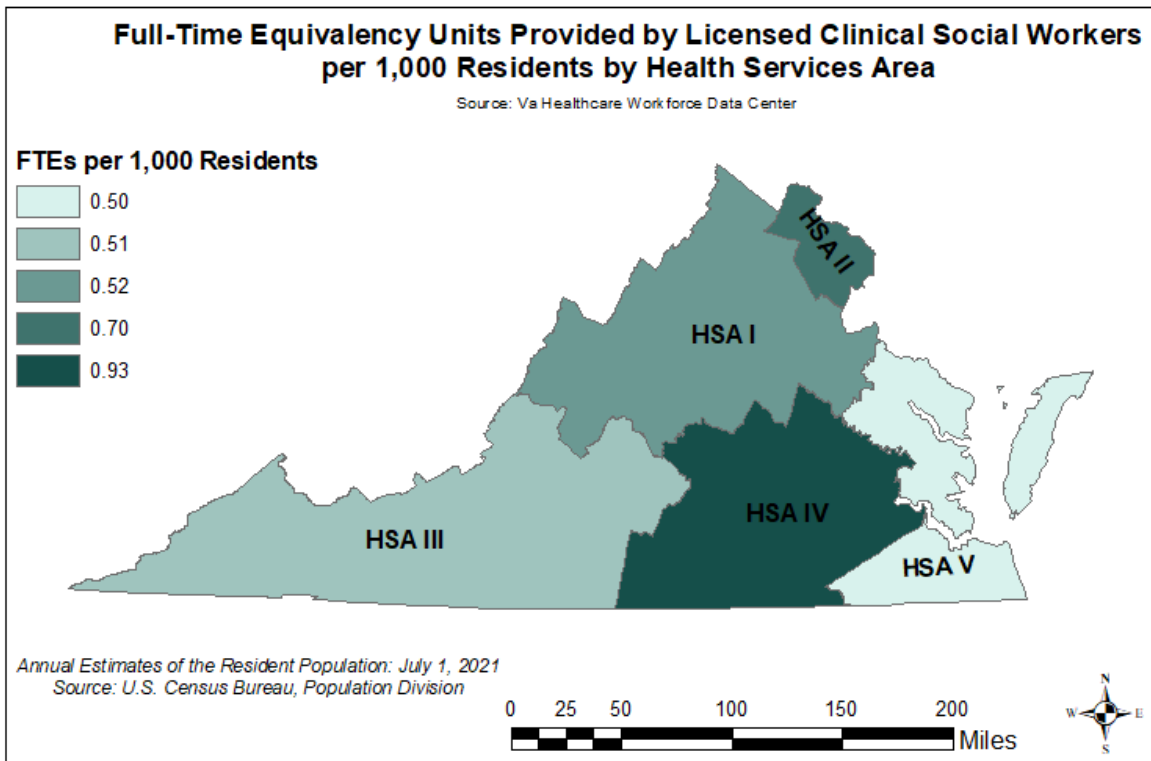 Full-Time Equivalency Units Provided by Licensed Clinical Social Workers
per 1,000 Residents by Health Services Area
Source: Va Healthcare Workforce Data Center
FTEs per 1,000 Residents
0.50
0.51
0.52
0.70
0.93
HSA II
HSA I
HSA IV
HSA III
HSA V
Annual Estimates of the Resident Population: July 1, 2021
Source: U.S. Census Bureau, Population Division
0 25 50 100 150 200
Miles
N
W E
S